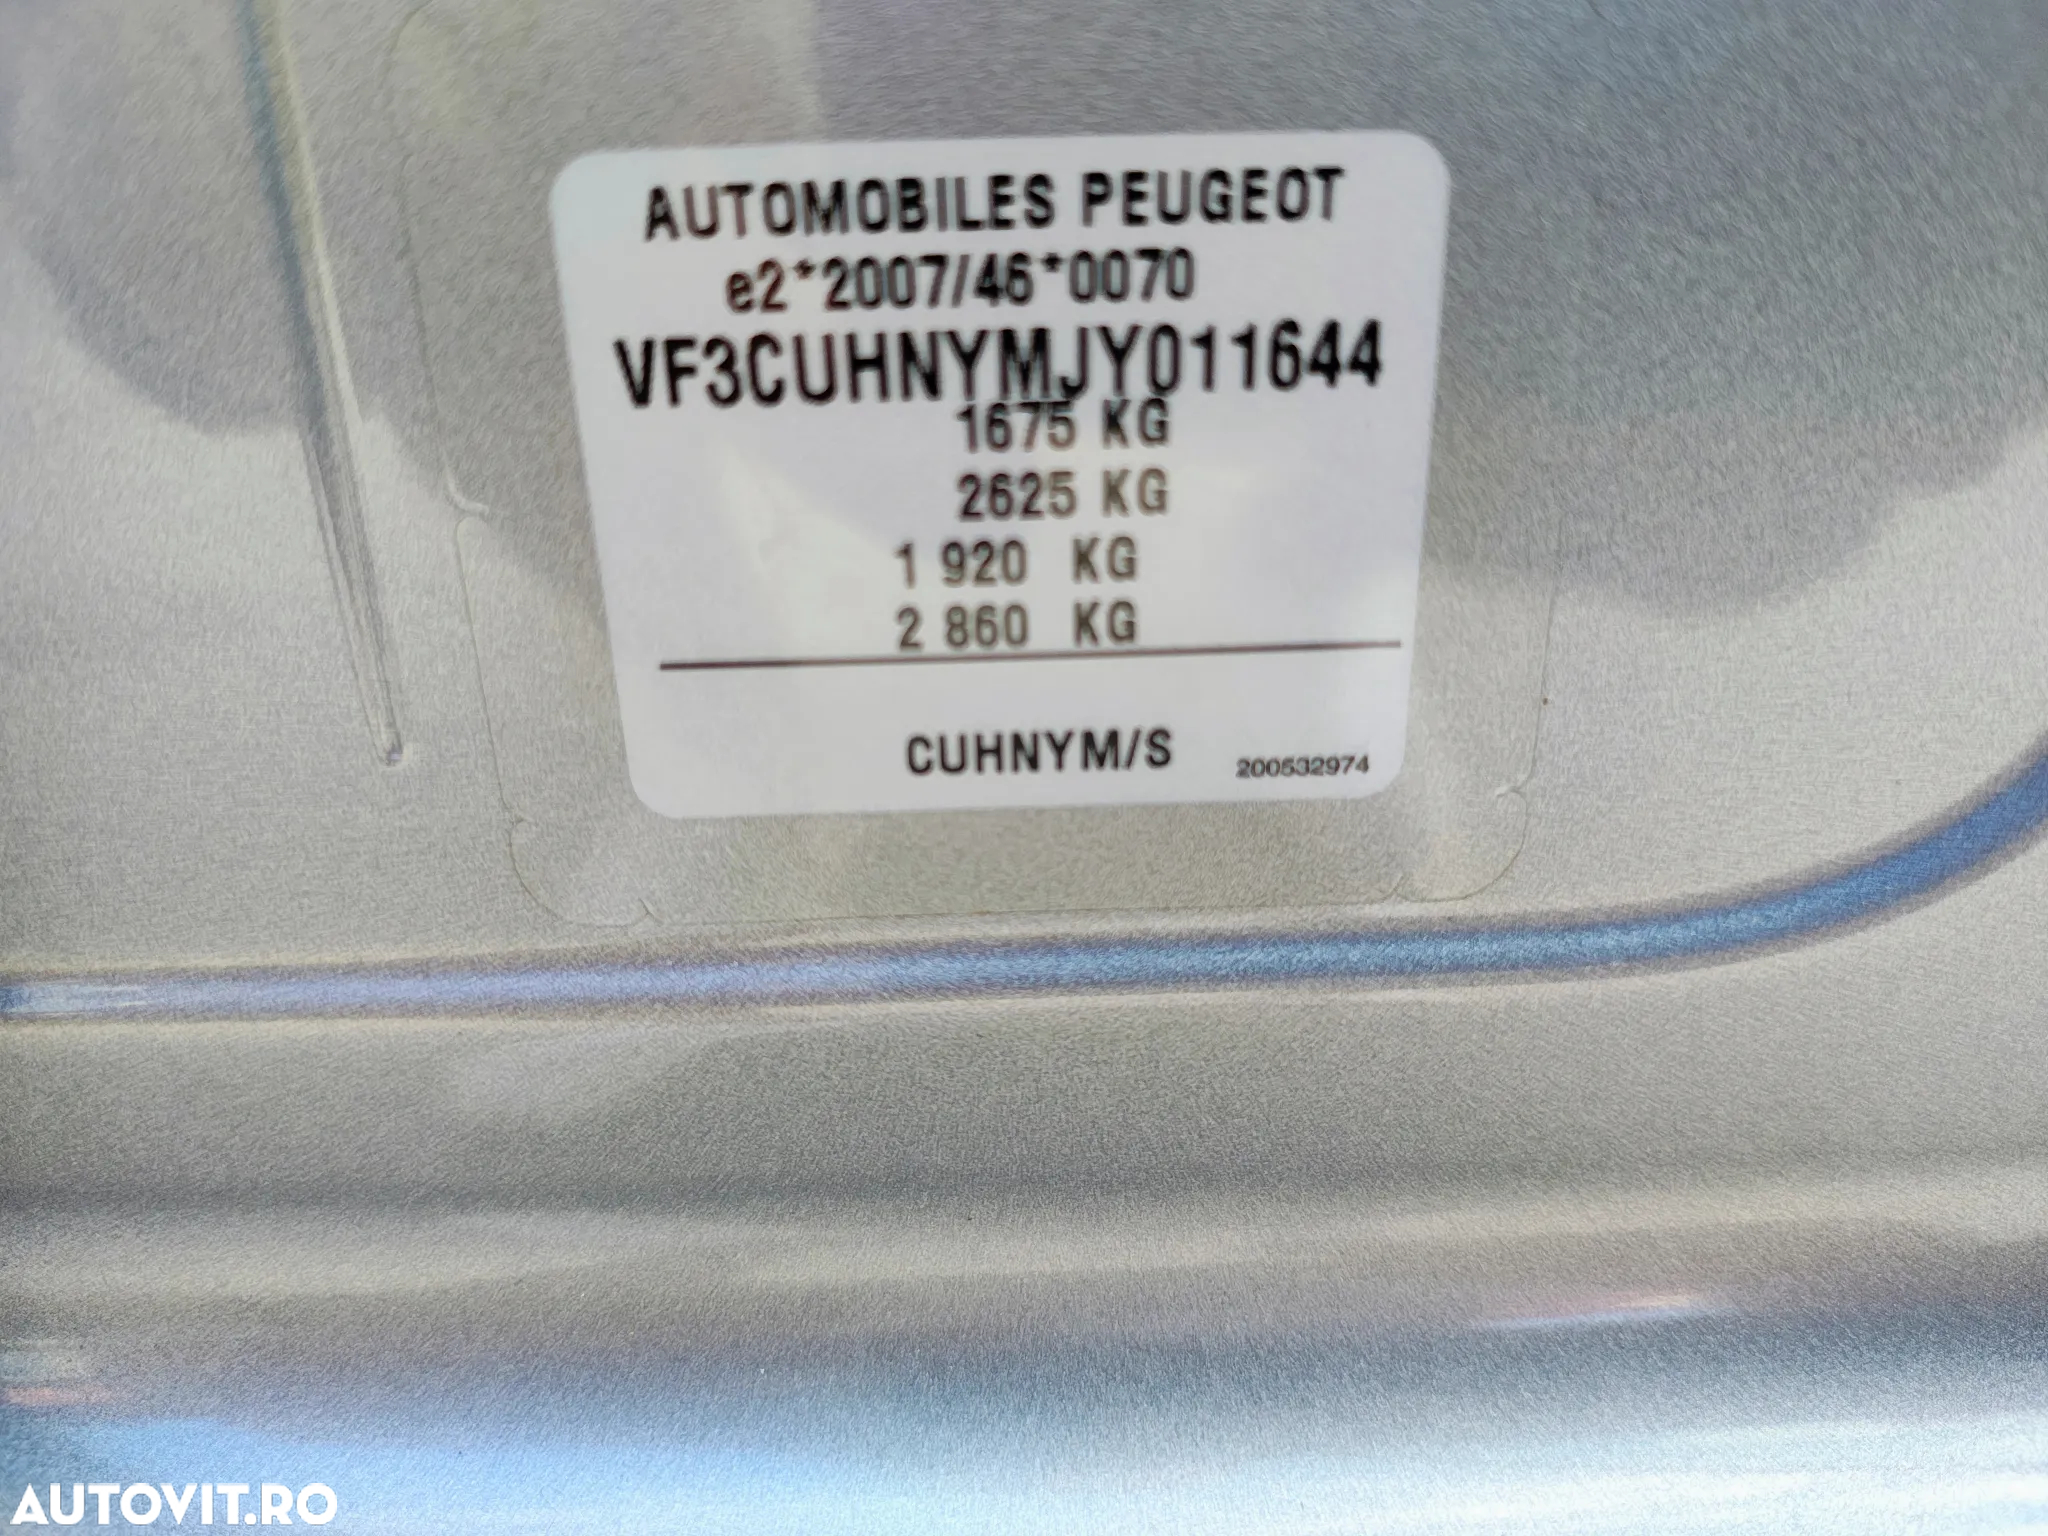 AUTOMOBILES PEUGEOT
e2*2007/46*0070
VF3CUHNYMJY011644
1675 KG
2625 KG
1 920 KG
2 860 KG
CUHNYM/S
200532974
AUTOVIT.RO